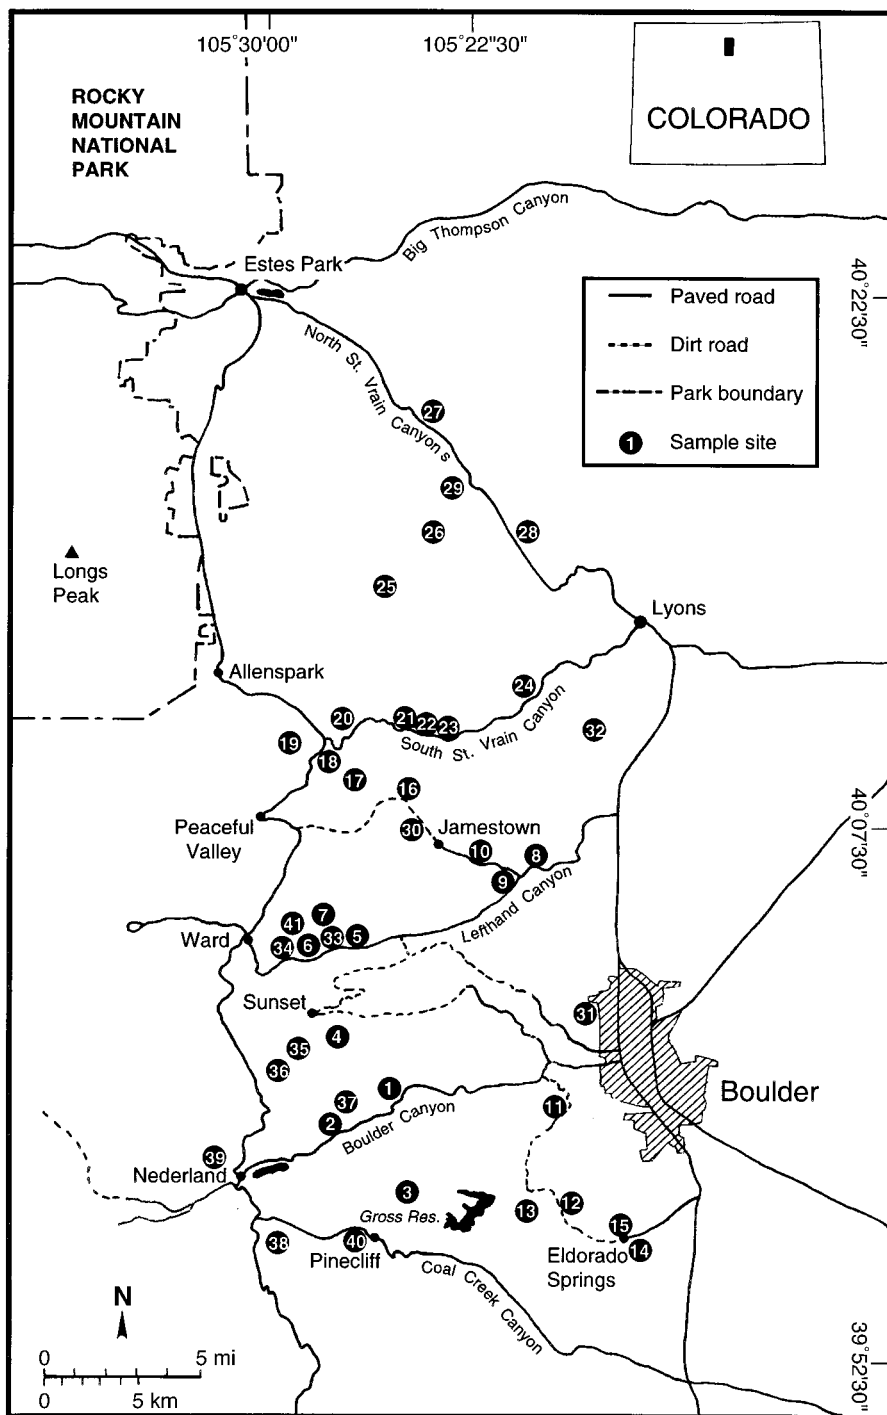 105°30'00"
105°22'30"
ROCKY
MOUNTAIN
NATIONAL
PARK
COLORADO
Big Thompson Canyon
Estes Park
40°22'30"
Paved road
Dirt road
Park boundary
1 Sample site
North St. Vrain Canyon s
27
29
26
28
25
Longs
Peak
Lyons
Allenspark
24
20
21
22
23
South St. Vrain Canyon
32
19
18
17
16
Peaceful
Valley
30
Jamestown
40°07'30"
10
8
9
Lefthand Canyon
7
41
Ward
34
6
33
5
Sunset
31
4
35
36
Boulder
1
37
2
Boulder Canyon
11
39
Nederland
3
Gross Res.
13
12
15
14
Eldorado
Springs
38
40
Pinecliff
Coal Creek Canyon
N
0 5 mi
0 5 km
39°52'30"